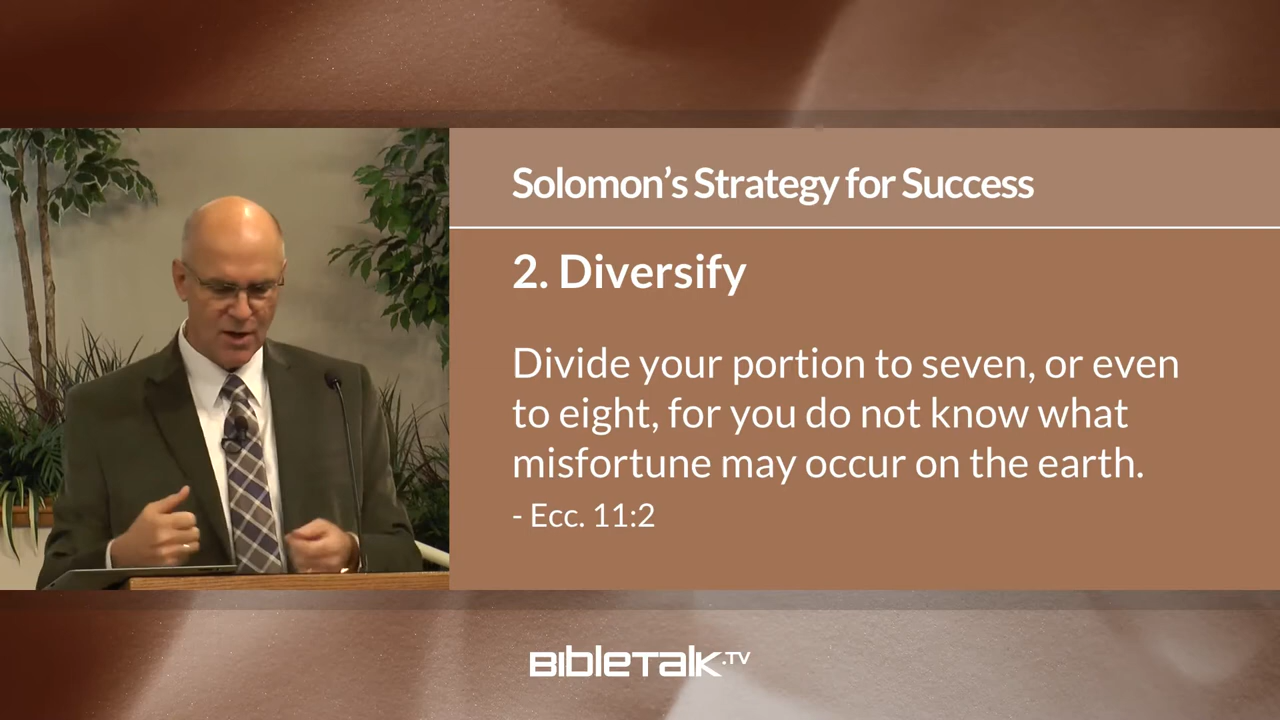 Solomon’s Strategy for Success
2. Diversify
Divide your portion to seven, or even
to eight, for you do not know what
misfortune may occur on the earth.
- Ecc. 11:2
BibleTalk.TV